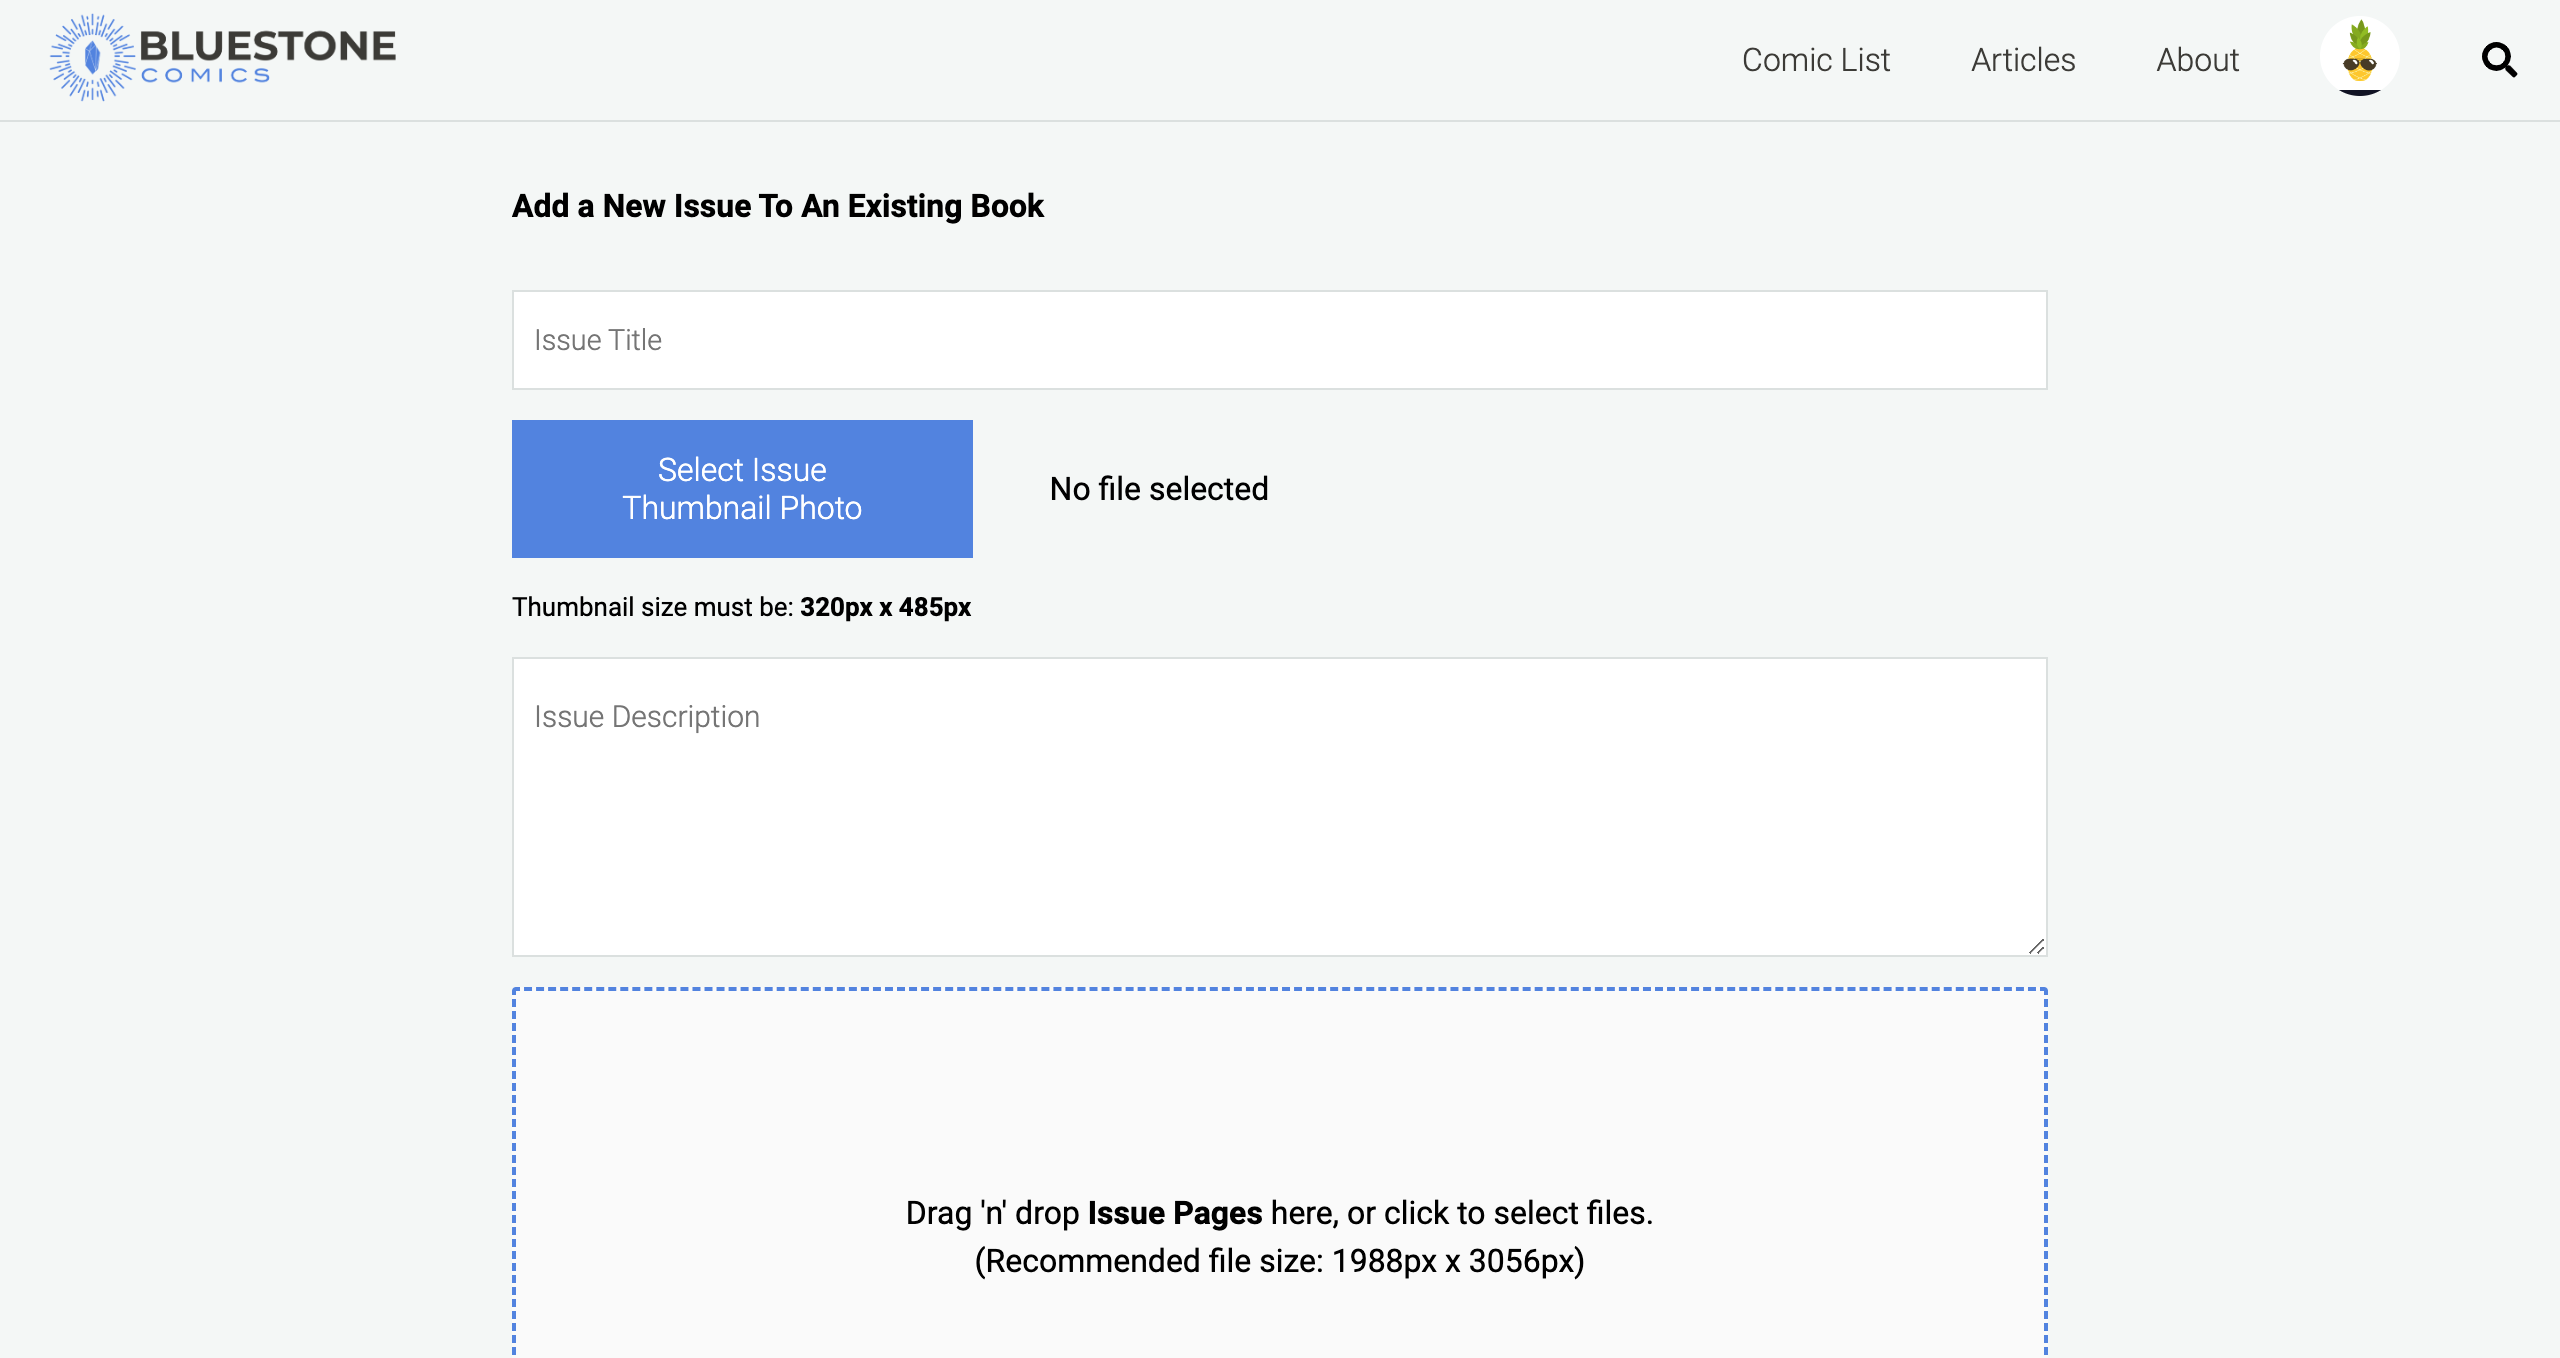 BLUESTONE
COMICS
Comic List
Articles
About
Add a New Issue To An Existing Book
Issue Title
Select Issue
Thumbnail Photo
No file selected
Thumbnail size must be: 320px x 485px
Issue Description
Drag 'n' drop Issue Pages here, or click to select files.
(Recommended file size: 1988px x 3056px)